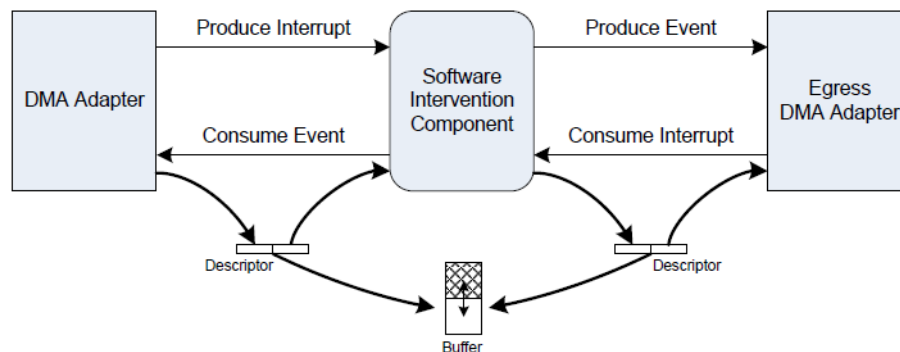 Produce Interrupt
Produce Event
DMA Adapter
Software
Intervention
Component
Egress
DMA Adapter
Consume Event
Consume Interrupt
Descriptor
Descriptor
Buffer